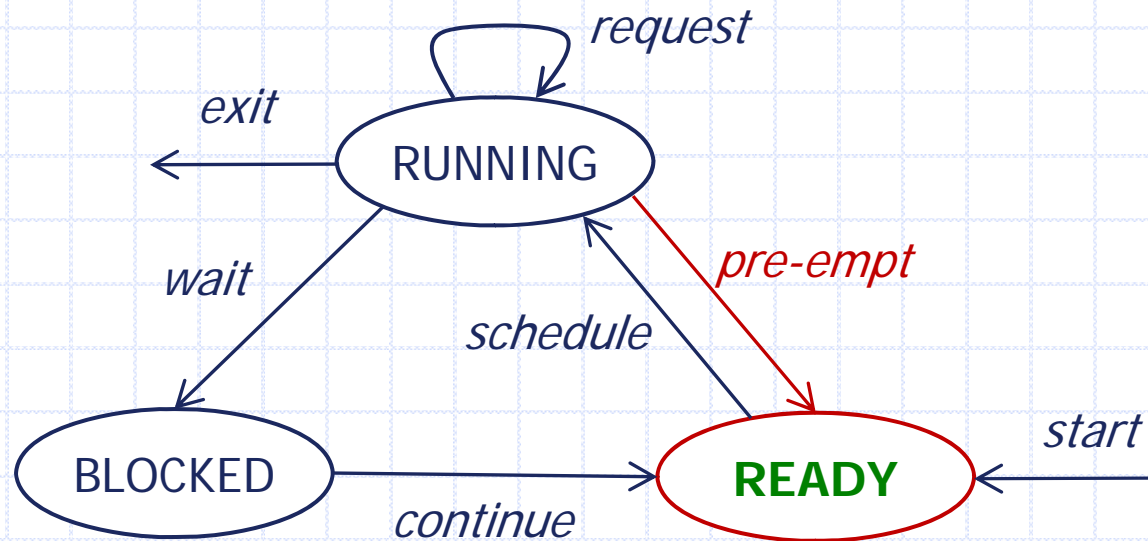 request
exit
RUNNING
pre-empt
wait
schedule
start
BLOCKED
READY
continue